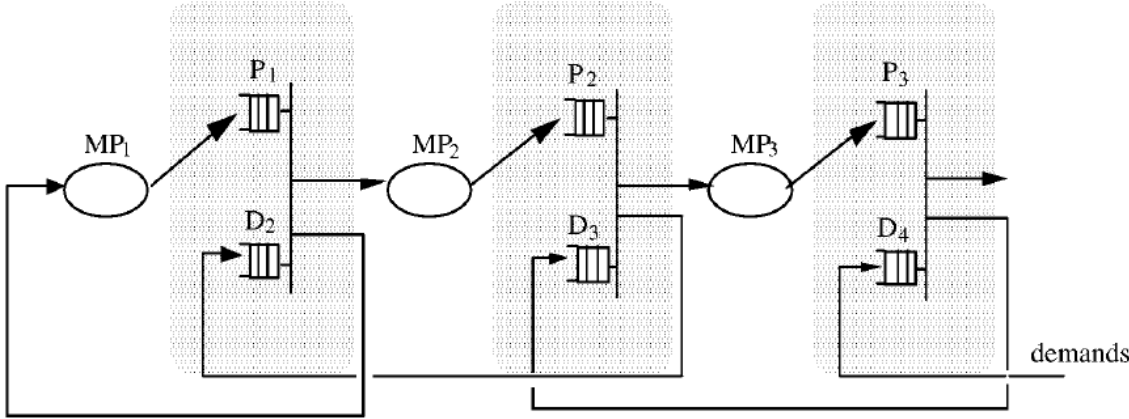 P₁
P₂
P₃
MP₁
MP₂
MP₃
D₂
D₃
D₄
demands